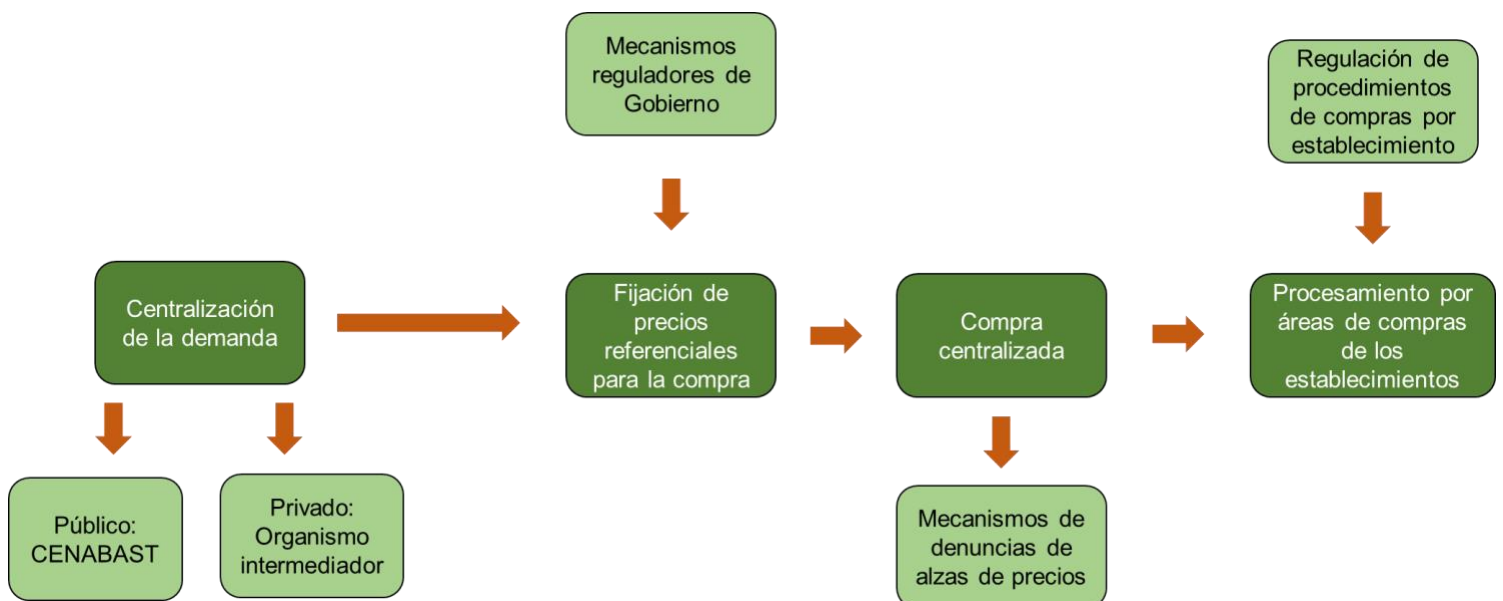 Mecanismos
reguladores de
Gobierno
Regulación de
procedimientos
de compras por
establecimiento
Centralización
de la demanda
Fijación de
precios
referenciales
para la compra
Compra
centralizada
Procesamiento por
áreas de compras
de los
establecimientos
Público:
CENABAST
Privado:
Organismo
intermediador
Mecanismos de
denuncias de
alzas de precios